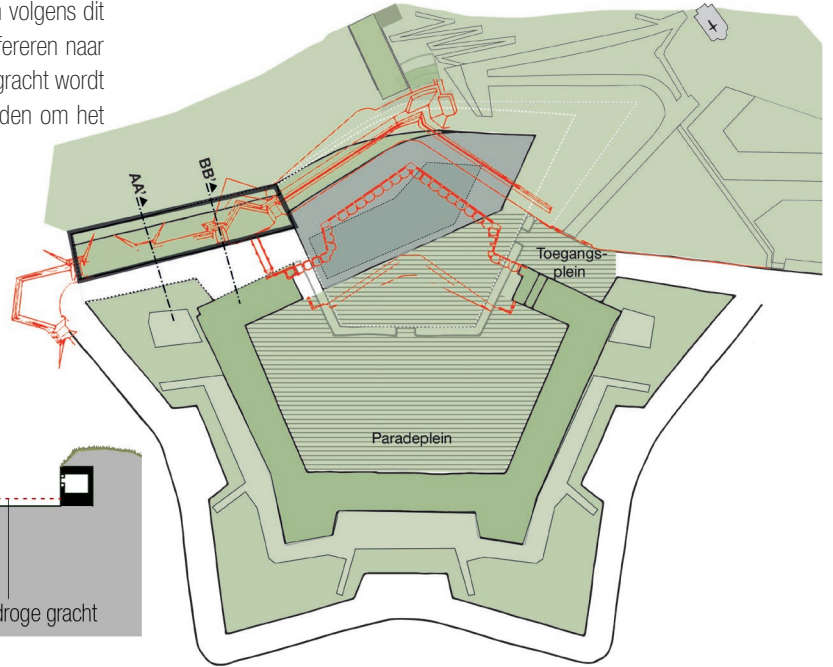 volgens dit
fereren naar
gracht wordt
den om het
AA'
BB'
Toegangs-
plein
Paradeplein
droge gracht